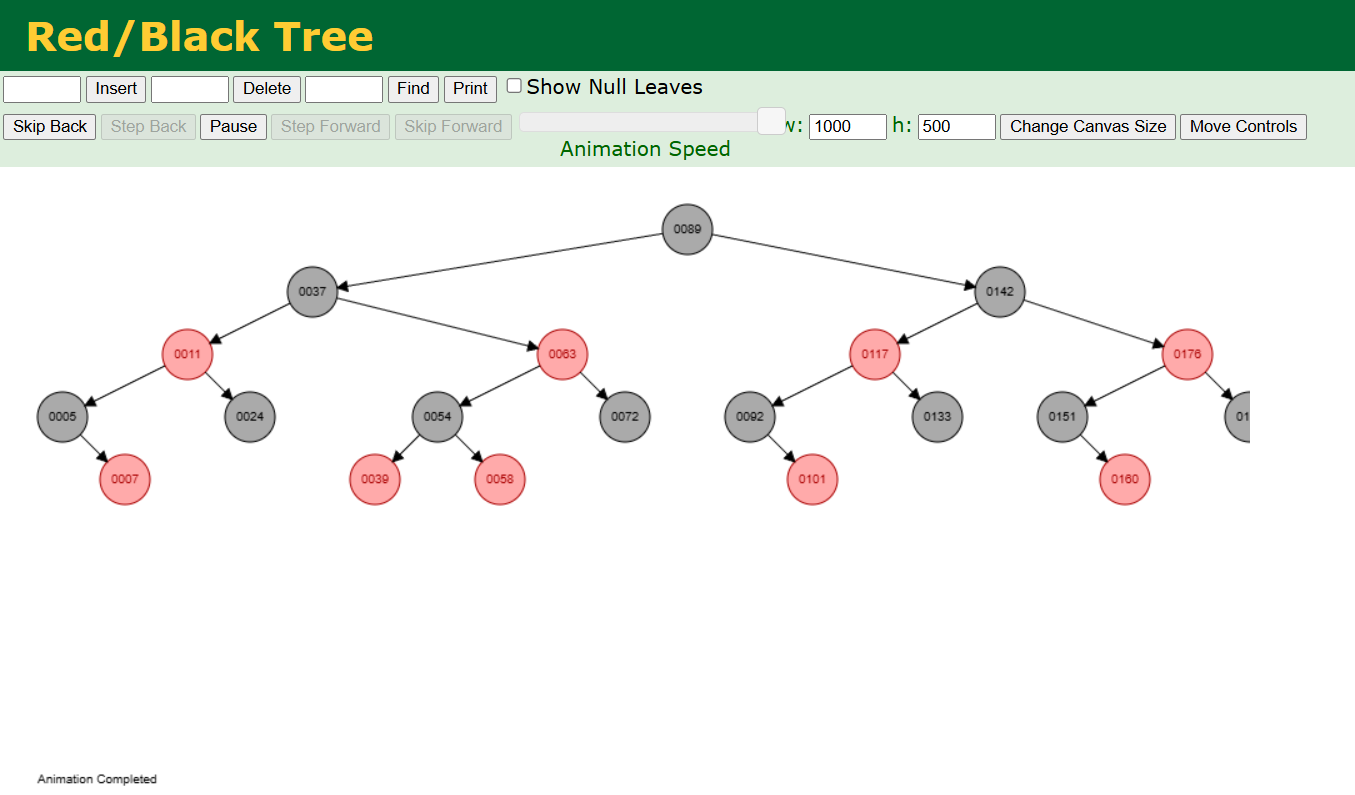 Red/Black Tree
Insert Delete Find Print Show Null Leaves
Skip Back Step Back Pause Step Forward Skip Forward w: 1000 h: 500 Change Canvas Size Move Controls
Animation Speed
0089
0037 0142
0011 0063 0117 0176
0005 0024 0054 0072 0092 0133 0151
0007 0039 0058 0101 0160
Animation Completed